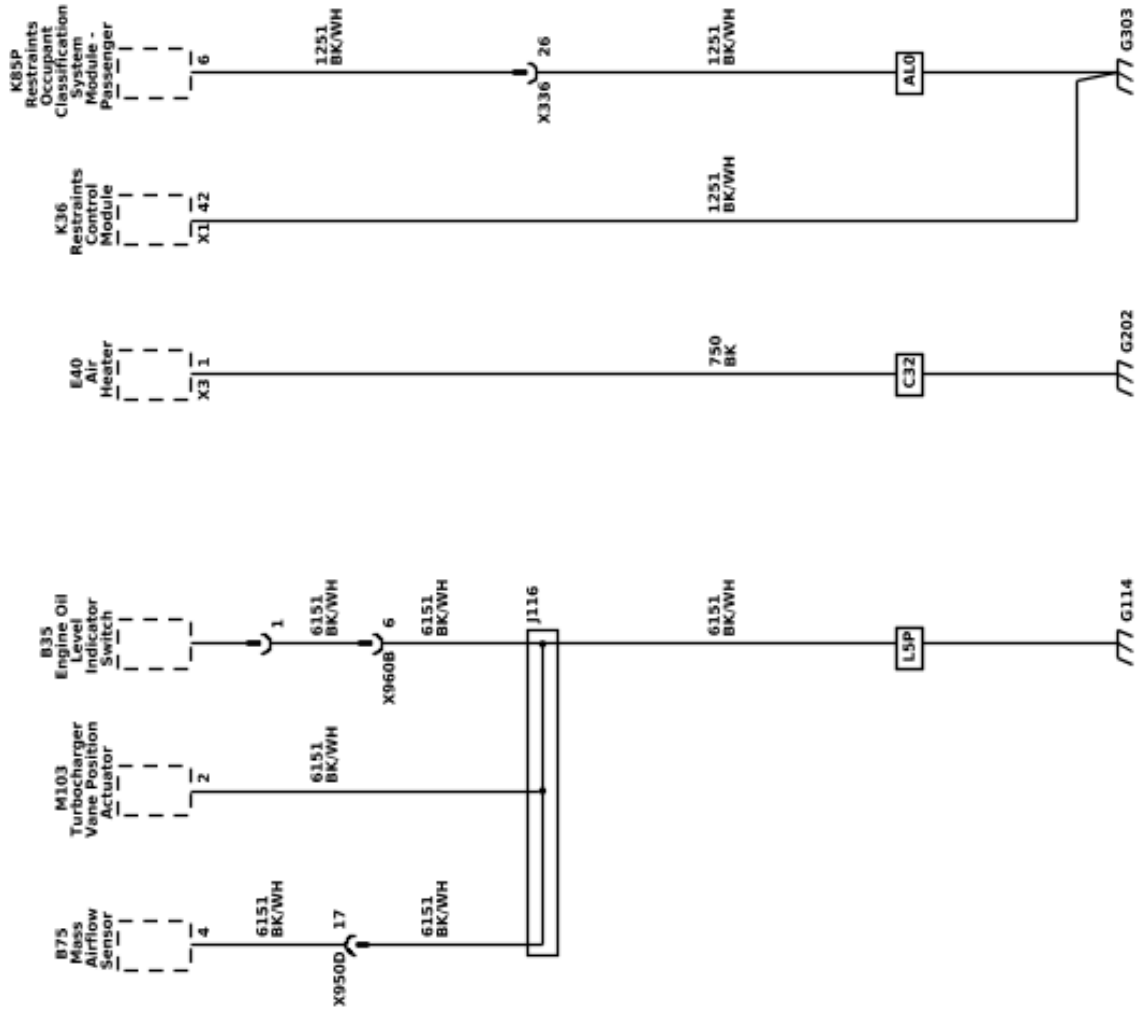 B75
Mass
Airflow
Sensor
4
6151
BK/WH
X950D
17
6151
BK/WH
M103
Turbocharger
Vane Position
Actuator
2
6151
BK/WH
B35
Engine Oil
Level
Indicator
Switch
1
6151
BK/WH
X960B
6
6151
BK/WH
J116
6151
BK/WH
L5P
G114
E40
Air
Heater
X3
1
750
BK
C32
G202
K36
Restraints
Control
Module
X1
42
1251
BK/WH
K85P
Restraints
Occupant
Classification
System
Module -
Passenger
6
1251
BK/WH
X336
26
1251
BK/WH
AL0
G303